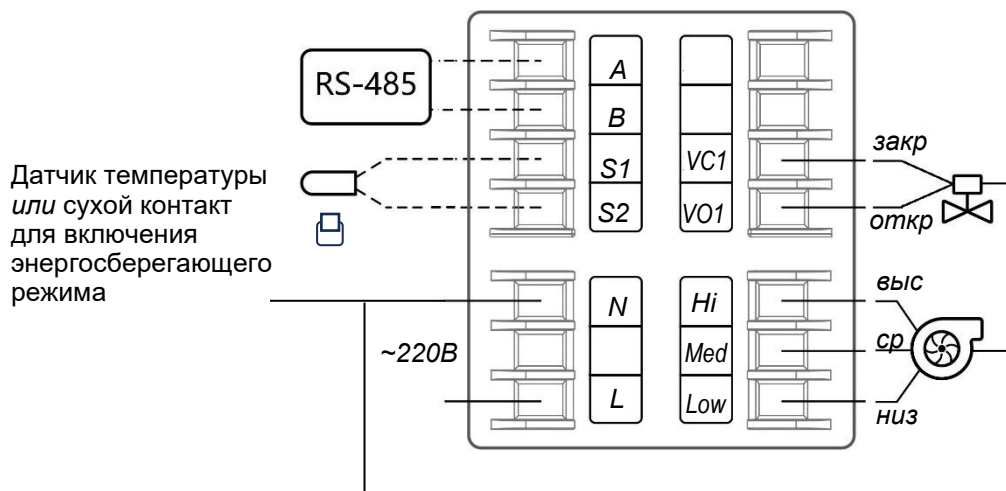 RS-485
Датчик температуры
или сухой контакт
для включения
энергосберегающего
режима
~220В
A
B
S1
S2
N
L
VC1
VO1
Hi
Med
Low
закр
откр
выс
ср
низ